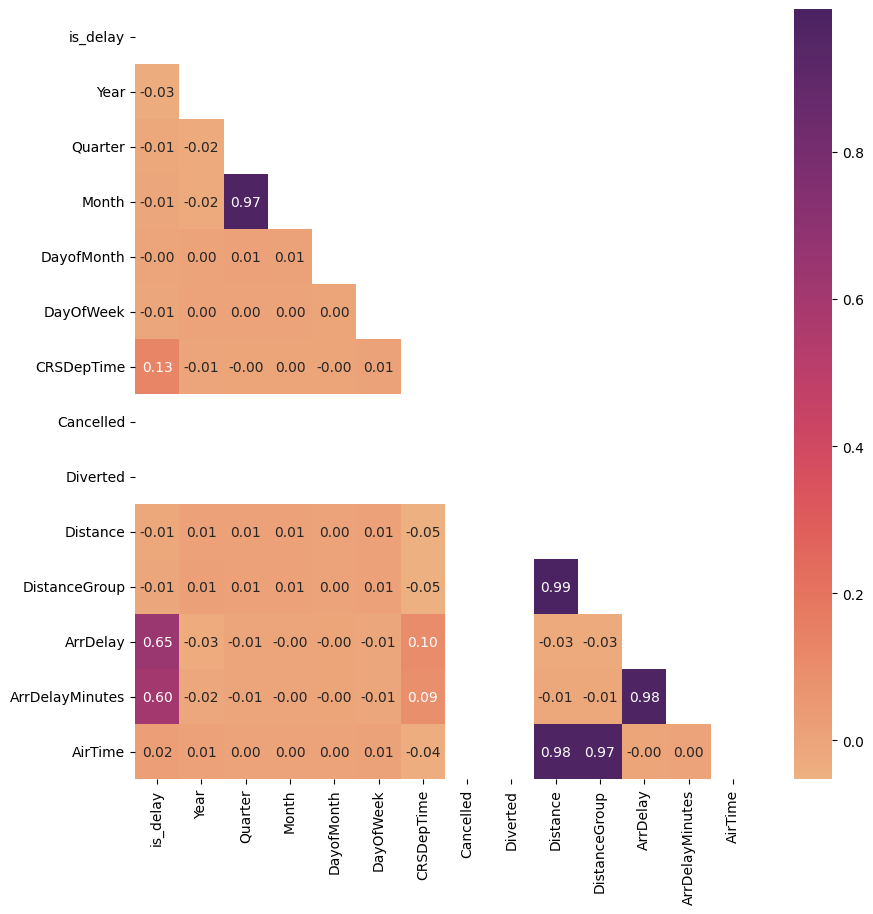 is_delay
Year -0.03
Quarter -0.01 -0.02
Month -0.01 -0.02 0.97
DayofMonth -0.00 0.00 0.01 0.01
DayOfWeek -0.01 0.00 0.00 0.00 0.00
CRSDepTime 0.13 -0.01 -0.00 0.00 -0.00 0.01
Cancelled
Diverted
Distance -0.01 0.01 0.01 0.01 0.00 0.01 -0.05
DistanceGroup -0.01 0.01 0.01 0.01 0.00 0.01 -0.05 0.99
ArrDelay 0.65 -0.03 -0.01 -0.00 -0.00 -0.01 0.10 -0.03 -0.03
ArrDelayMinutes 0.60 -0.02 -0.01 -0.00 -0.00 -0.01 0.09 -0.01 -0.01 0.98
AirTime 0.02 0.01 0.00 0.00 0.00 0.01 -0.04 0.98 0.97 -0.00 0.00
is_delay
Year
Quarter
Month
DayofMonth
DayOfWeek
CRSDepTime
Cancelled
Diverted
Distance
DistanceGroup
ArrDelay
ArrDelayMinutes
AirTime
0.8
0.6
0.4
0.2
0.0